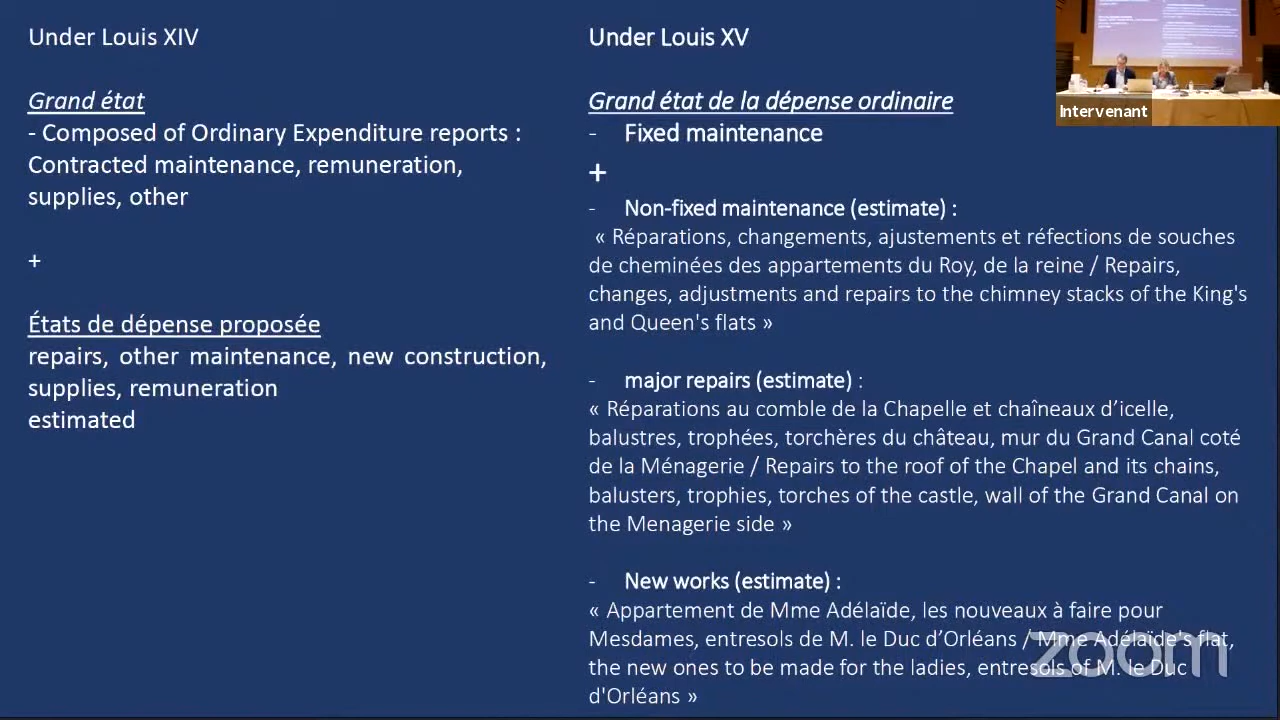 Under Louis XIV
Grand état
- Composed of Ordinary Expenditure reports :
Contracted maintenance, remuneration,
supplies, other
+
États de dépense proposée
repairs, other maintenance, new construction,
supplies, remuneration
estimated
Under Louis XV
Grand état de la dépense ordinaire
- Fixed maintenance
+
- Non-fixed maintenance (estimate) :
« Réparations, changements, ajustements et réfections de souches
de cheminées des appartements du Roy, de la reine / Repairs,
changes, adjustments and repairs to the chimney stacks of the King's
and Queen's flats »
- major repairs (estimate) :
« Réparations au comble de la Chapelle et chaîneaux d’icelle,
balustres, trophées, torchères du château, mur du Grand Canal coté
de la Ménagerie / Repairs to the roof of the Chapel and its chains,
balusters, trophies, torches of the castle, wall of the Grand Canal on
the Menagerie side »
- New works (estimate) :
« Appartement de Mme Adélaïde, les nouveaux à faire pour
Mesdames, entresols de M. le Duc d’Orléans / Mme Adélaïde's flat,
the new ones to be made for the ladies, entresols of M. le Duc
d'Orléans »
Intervenant
zoom